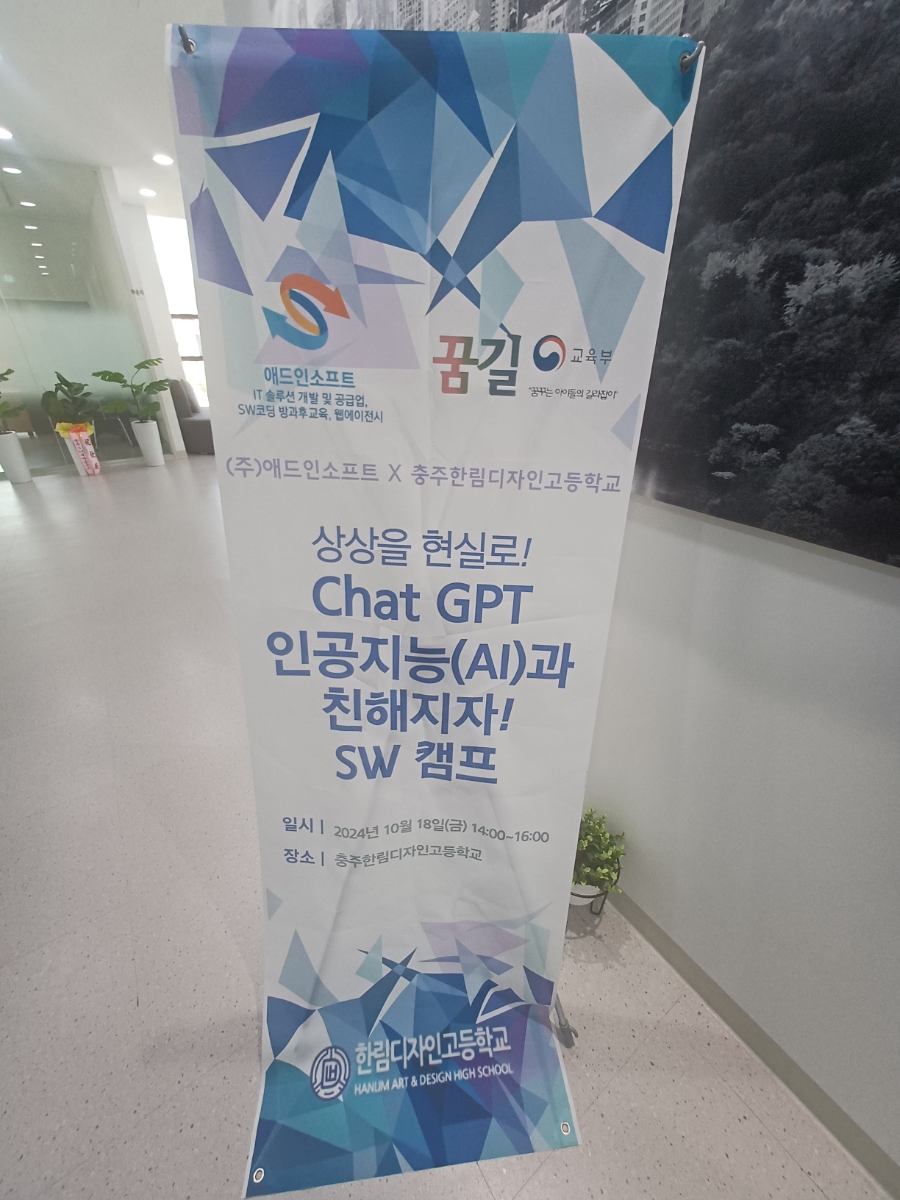 애드인소프트
IT 솔루션 개발 및 공급업,
SW코딩 방과후교육, 웹에이전시
꿈길
교육부
"꿈꾸는 아이들의 길라잡이"
(주)애드인소프트 X 충주한림디자인고등학교
상상을 현실로!
Chat GPT
인공지능(AI)과
친해지자!
SW 캠프
일시 | 2024년 10월 18일(금) 14:00~16:00
장소 | 충주한림디자인고등학교
한림디자인고등학교
HANLIM ART & DESIGN HIGH SCHOOL